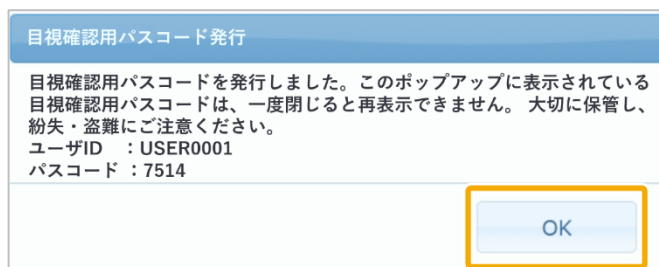 目視確認用パスコード発行
目視確認用パスコードを発行しました。このポップアップに表示されている
目視確認用パスコードは、一度閉じると再表示できません。 大切に保管し、
紛失・盗難にご注意ください。
ユーザID　：USER0001
パスコード ：7514
OK